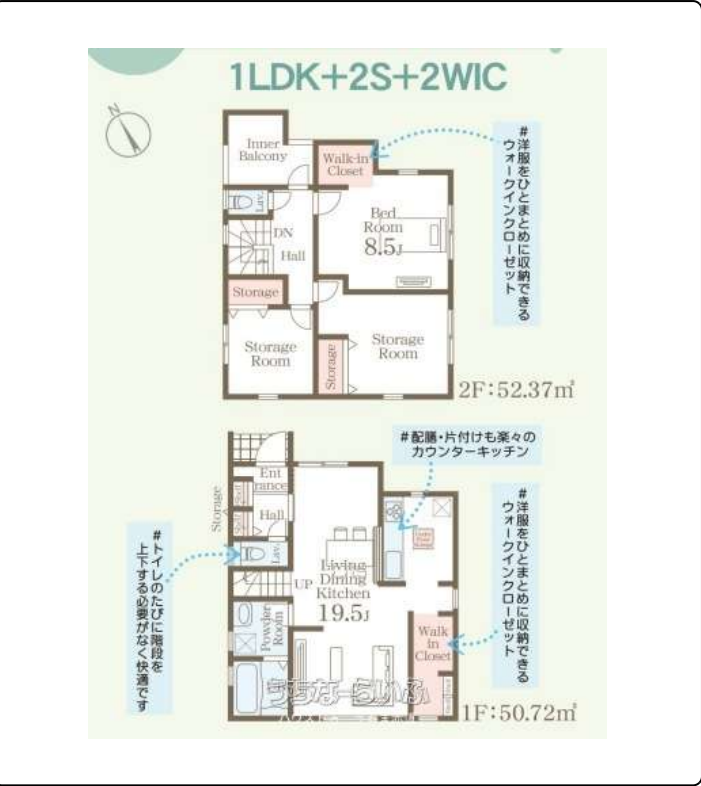 1LDK+2S+2WIC
N
Inner
Balcony
Walk-in
Closet
#洋服をひとまとめに収納できる
ウォークインクローゼット
Lav.
Bed
Room
8.5J
DN
Hall
Storage
Storage
Room
Storage
Storage
Room
2F:52.37㎡
#配膳・片付けも楽々の
カウンターキッチン
Ent
rance
Storage
Hall
#洋服をひとまとめに収納できる
ウォークインクローゼット
#トイレのたびに階段を
上下する必要がなく快適です
Lav.
UP
Living
Dining
Kitchen
19.5J
Powder
Room
Walk
in
Closet
うちなーらいふ
1F:50.72㎡